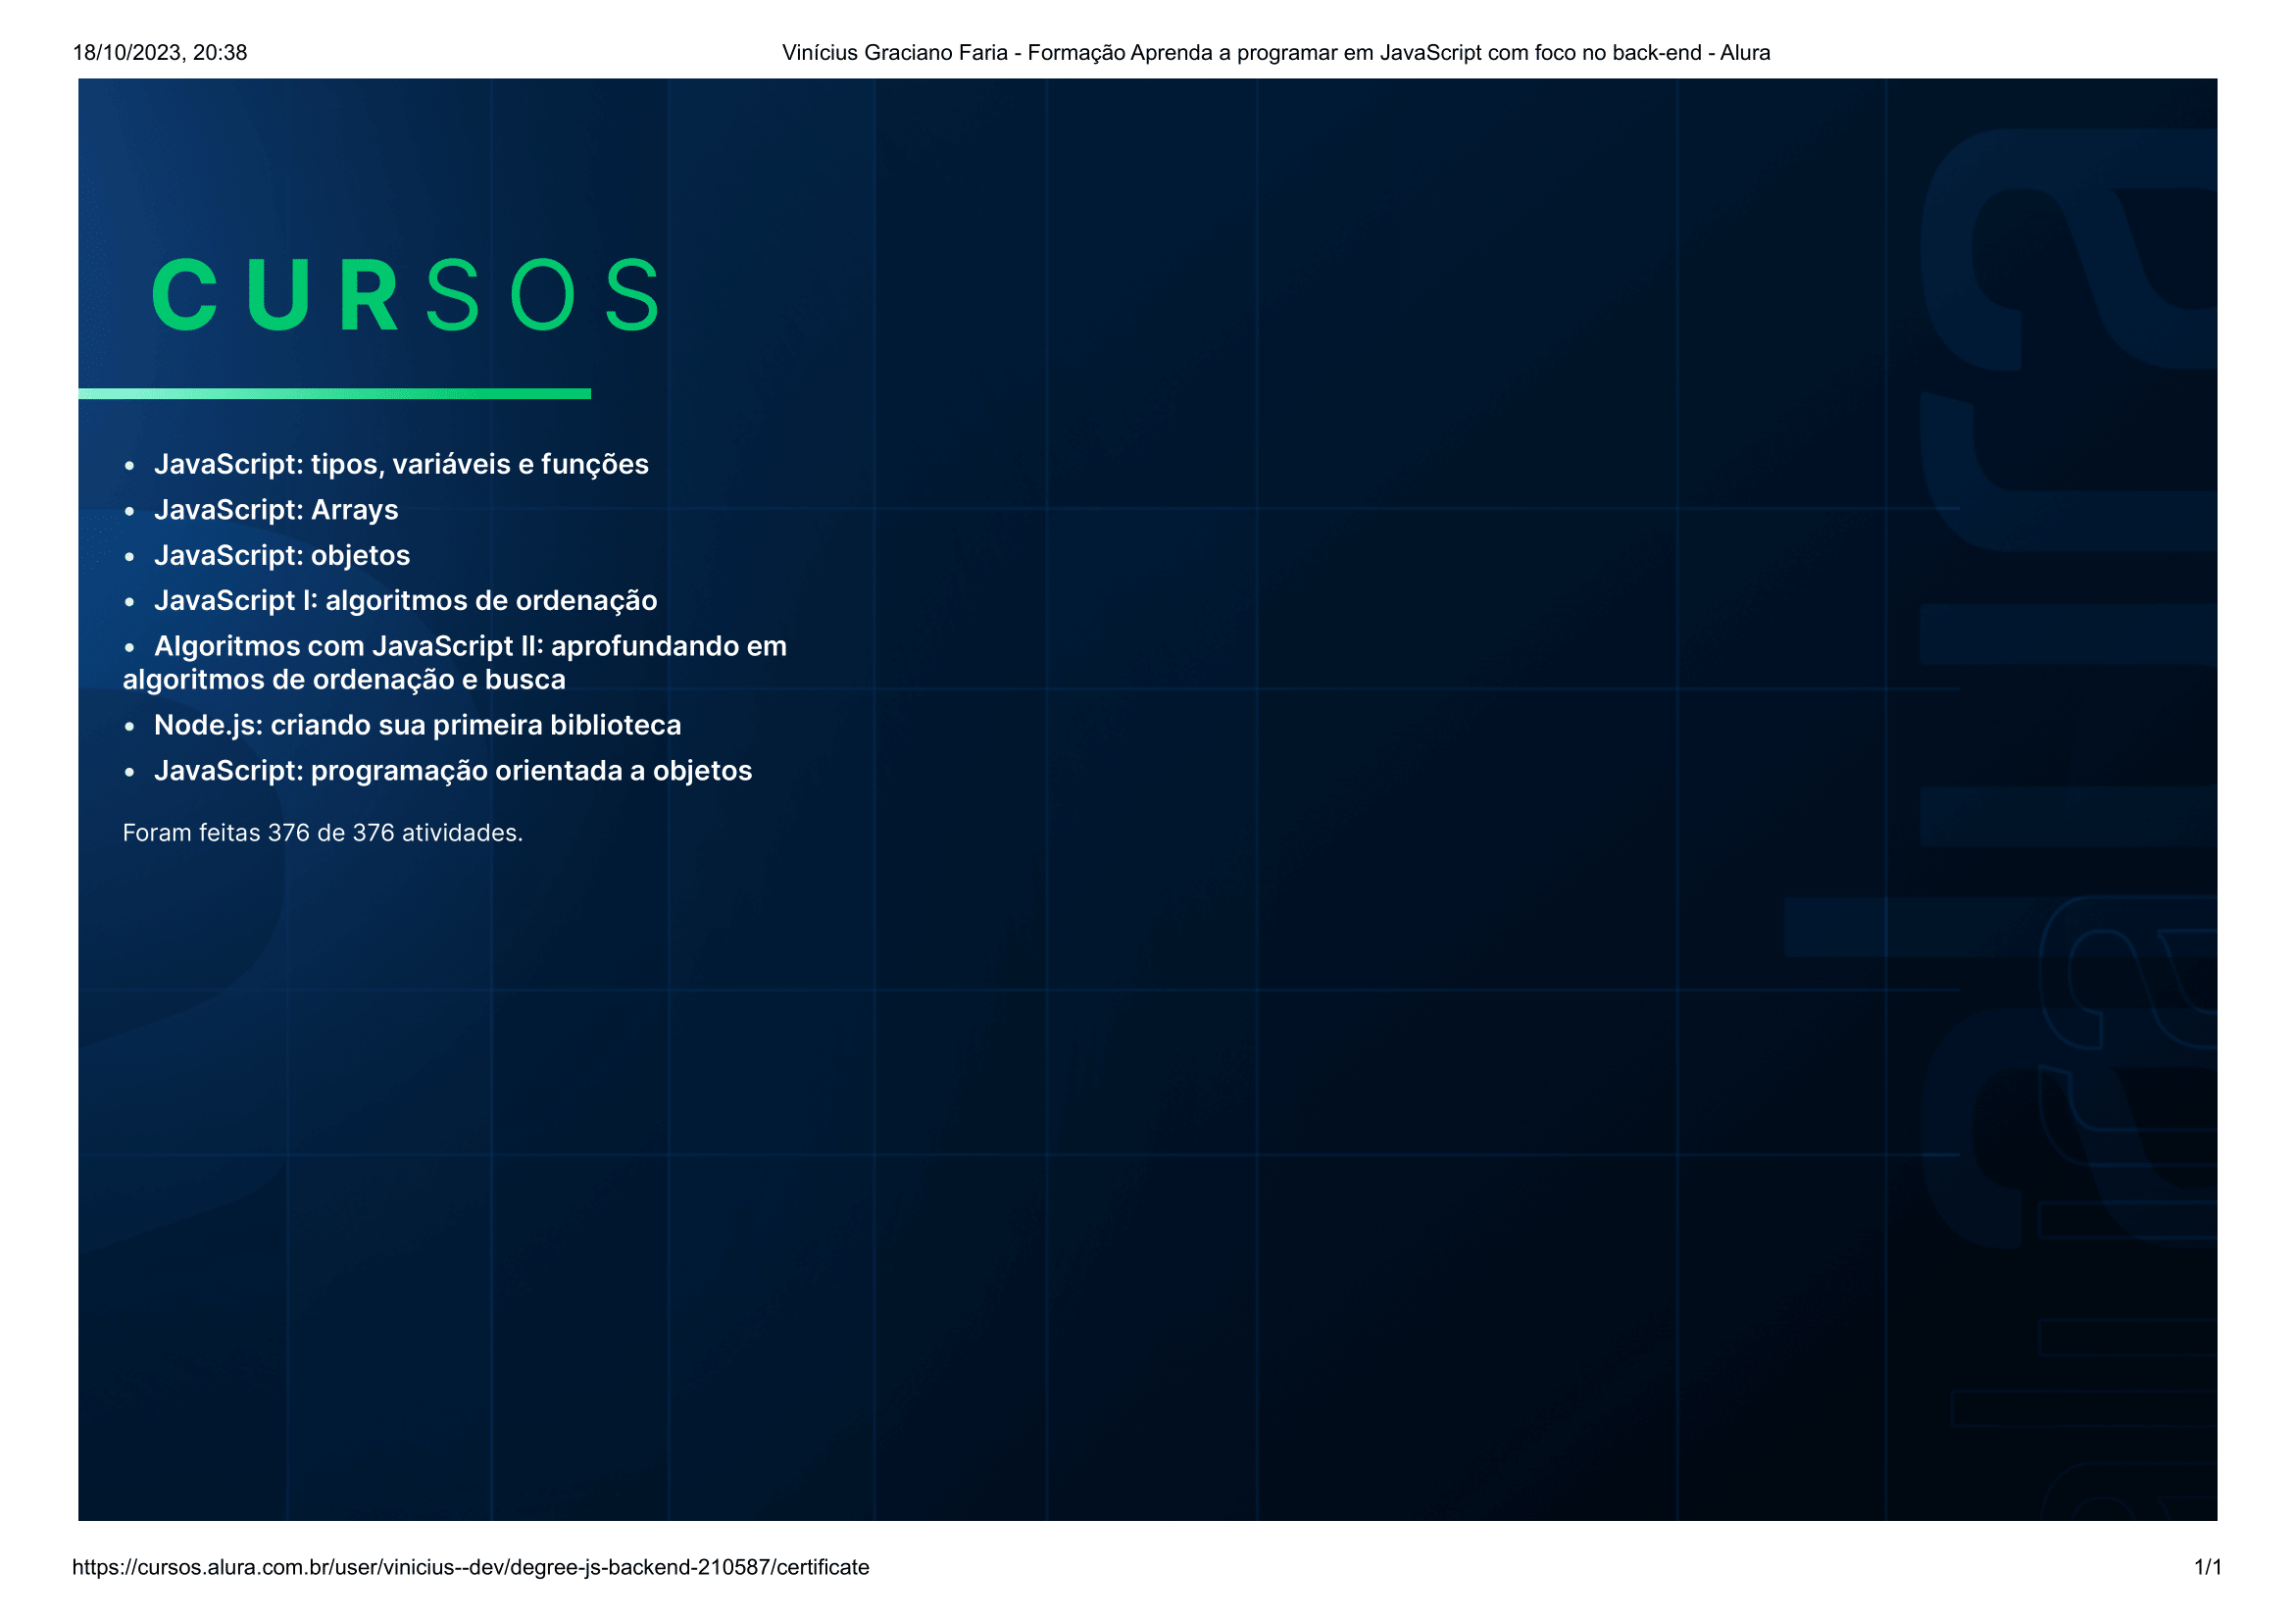 18/10/2023, 20:38
Vinícius Graciano Faria - Formação Aprenda a programar em JavaScript com foco no back-end - Alura
CURSOS
• JavaScript: tipos, variáveis e funções
• JavaScript: Arrays
• JavaScript: objetos
• JavaScript I: algoritmos de ordenação
• Algoritmos com JavaScript II: aprofundando em
algoritmos de ordenação e busca
• Node.js: criando sua primeira biblioteca
• JavaScript: programação orientada a objetos
Foram feitas 376 de 376 atividades.
alura
alura
https://cursos.alura.com.br/user/vinicius--dev/degree-js-backend-210587/certificate
1/1